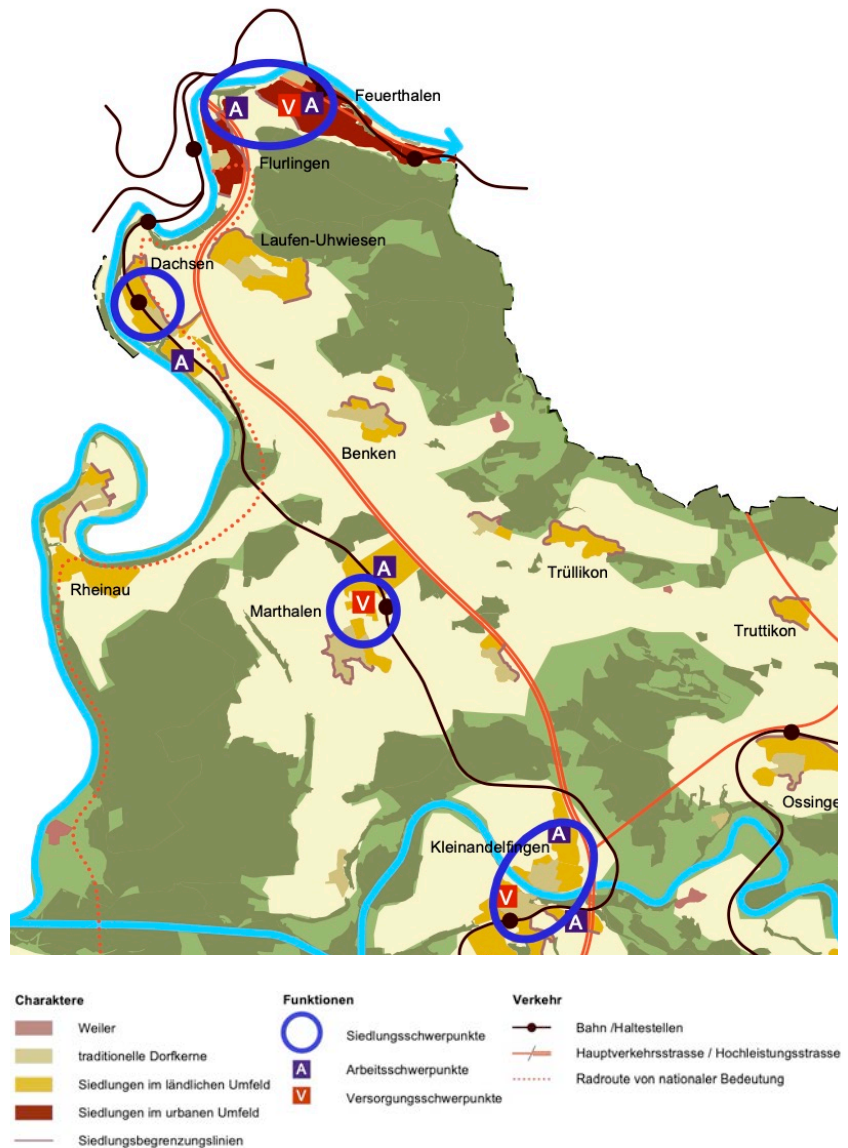 A
V
A
Feuerthalen
Flurlingen
Laufen-Uhwiesen
Dachsen
A
Benken
Trüllikon
Rheinau
A
V
Marthalen
Truttikon
Ossinge
A
Kleinandelfingen
V
A
Charaktere
Weiler
traditionelle Dorfkerne
Siedlungen im ländlichen Umfeld
Siedlungen im urbanen Umfeld
Siedlungsbegrenzungslinien
Funktionen
Siedlungsschwerpunkte
A Arbeitsschwerpunkte
V Versorgungsschwerpunkte
Verkehr
Bahn /Haltestellen
Hauptverkehrsstrasse / Hochleistungsstrasse
Radroute von nationaler Bedeutung